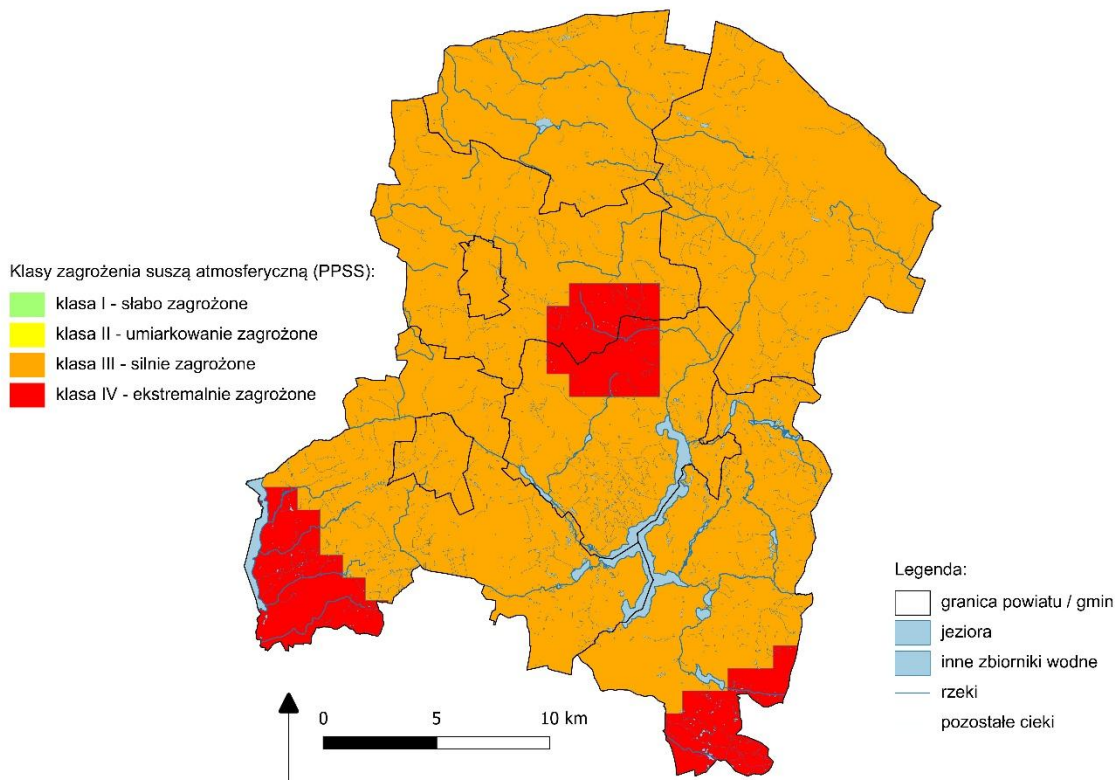 Klasy zagrożenia suszą atmosferyczną (PPSS):
klasa I - słabo zagrożone
klasa II - umiarkowanie zagrożone
klasa III - silnie zagrożone
klasa IV - ekstremalnie zagrożone
Legenda:
granica powiatu / gmin
jeziora
inne zbiorniki wodne
rzeki
pozostałe cieki
0 5 10 km